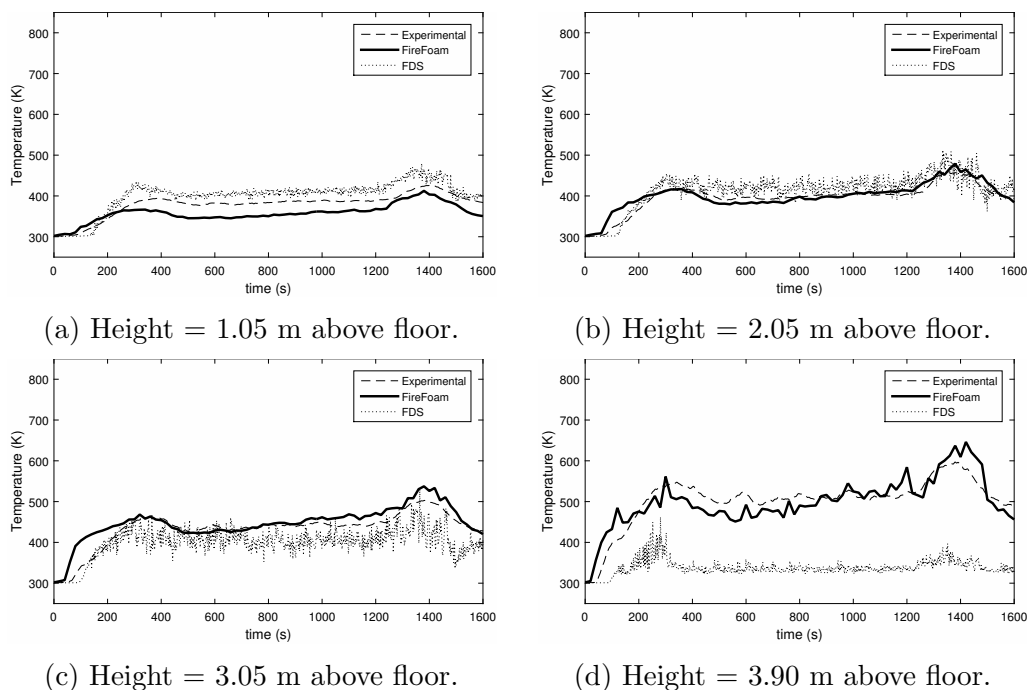 800
700
600
500
400
300
Temperature (K)
Experimental
FireFoam
FDS
0 200 400 600 800 1000 1200 1400 1600
time (s)
(a) Height = 1.05 m above floor.
800
700
600
500
400
300
Temperature (K)
Experimental
FireFoam
FDS
0 200 400 600 800 1000 1200 1400 1600
time (s)
(b) Height = 2.05 m above floor.
800
700
600
500
400
300
Temperature (K)
Experimental
FireFoam
FDS
0 200 400 600 800 1000 1200 1400 1600
time (s)
(c) Height = 3.05 m above floor.
800
700
600
500
400
300
Temperature (K)
Experimental
FireFoam
FDS
0 200 400 600 800 1000 1200 1400 1600
time (s)
(d) Height = 3.90 m above floor.